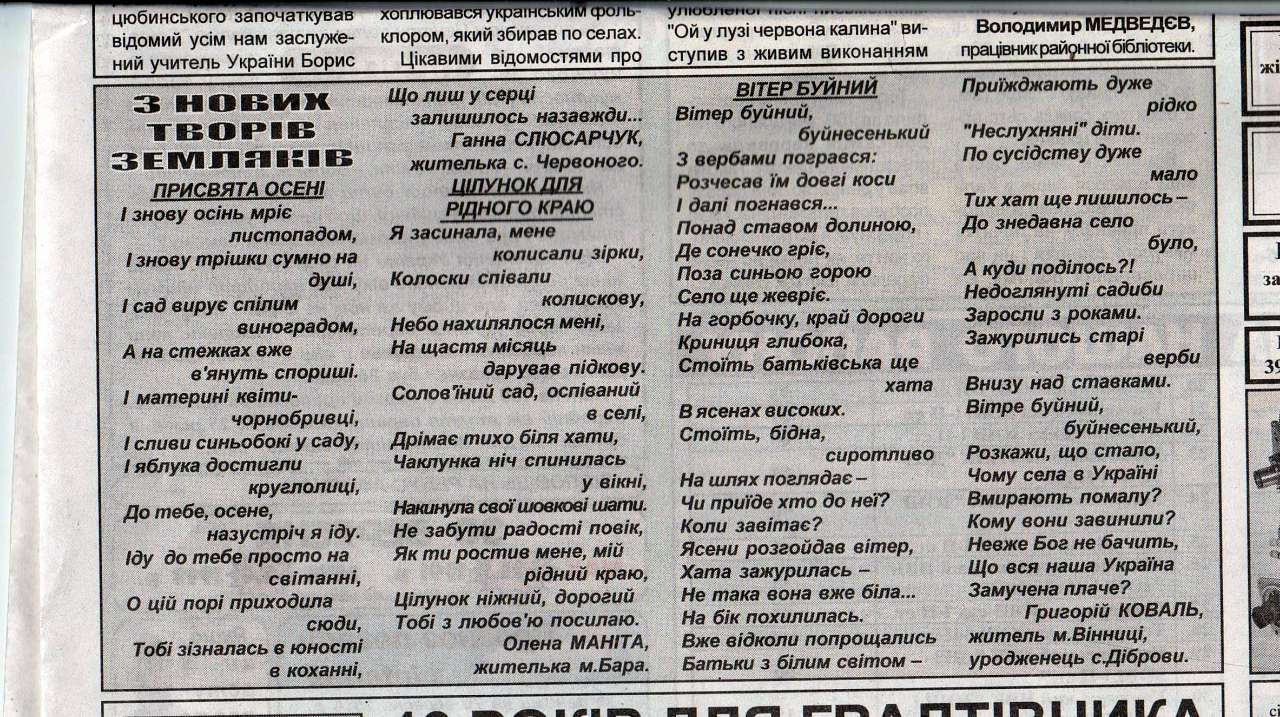 цюбинського започаткував
відомий усім нам заслуже-
ний учитель України Борис
хоплювався українським фоль-
клором, який збирав по селах.
Цікавими відомостями про
"Ой у лузі червона калина" ви-
ступив з живим виконанням
Володимир МЕДВЕДЄВ,
працівник районної бібліотеки.
З НОВИХ
ТВОРІВ
ЗЕМЛЯКІВ
ПРИСВЯТА ОСЕНІ
І знову осінь мріє
листопадом,
І знову трішки сумно на
душі,
І сад вирує спілим
виноградом,
А на стежках вже
в'януть спориші.
І материні квіти-
чорнобривці,
І сливи синьобокі у саду,
І яблука достигли
круглолиці,
До тебе, осене,
назустріч я іду.
Іду до тебе просто на
світанні,
О цій порі приходила
сюди,
Тобі зізналась в юності
в коханні,
Що лиш у серці
залишилось назавжди...
Ганна СЛЮСАРЧУК,
жителька с. Червоного.
ЦІЛУНОК ДЛЯ
РІДНОГО КРАЮ
Я засинала, мене
колисали зірки,
Колоски співали
колискову,
Небо нахилялося мені,
На щастя місяць
дарував підкову.
Солов'їний сад, оспіваний
в селі,
Дрімає тихо біля хати,
Чаклунка ніч спинилась
у вікні,
Накинула свої шовкові шати.
Не забути радості повік,
Як ти ростив мене, мій
рідний краю,
Цілунок ніжний, дорогий
Тобі з любов'ю посилаю.
Олена МАНІТА,
жителька м.Бара.
ВІТЕР БУЙНИЙ
Вітер буйний,
буйнесенький
З вербами погрався:
Розчесав їм довгі коси
І далі погнався...
Понад ставом долиною,
Де сонечко гріє,
Поза синьою горою
Село ще жевріє.
На горбочку, край дороги
Криниця глибока,
Стоїть батьківська ще
хата
В ясенах високих.
Стоїть, бідна,
сиротливо
На шлях поглядає –
Чи приїде хто до неї?
Коли завітає?
Ясени розгойдав вітер,
Хата зажурилась –
Не така вона вже біла...
На бік похилилась.
Вже відколи попрощались
Батьки з білим світом –
Приїжджають дуже
рідко
"Неслухняні" діти.
По сусідству дуже
мало
Тих хат ще лишилось –
До знедавна село
було,
А куди поділось?!
Недоглянуті садиби
Заросли з роками.
Зажурились старі
верби
Внизу над ставками.
Вітре буйний,
буйнесенький,
Розкажи, що стало,
Чому села в Україні
Вмирають помалу?
Кому вони завинили?
Невже Бог не бачить,
Що вся наша Україна
Замучена плаче?
Григорій КОВАЛЬ,
житель м.Вінниці,
уродженець с.Діброви.